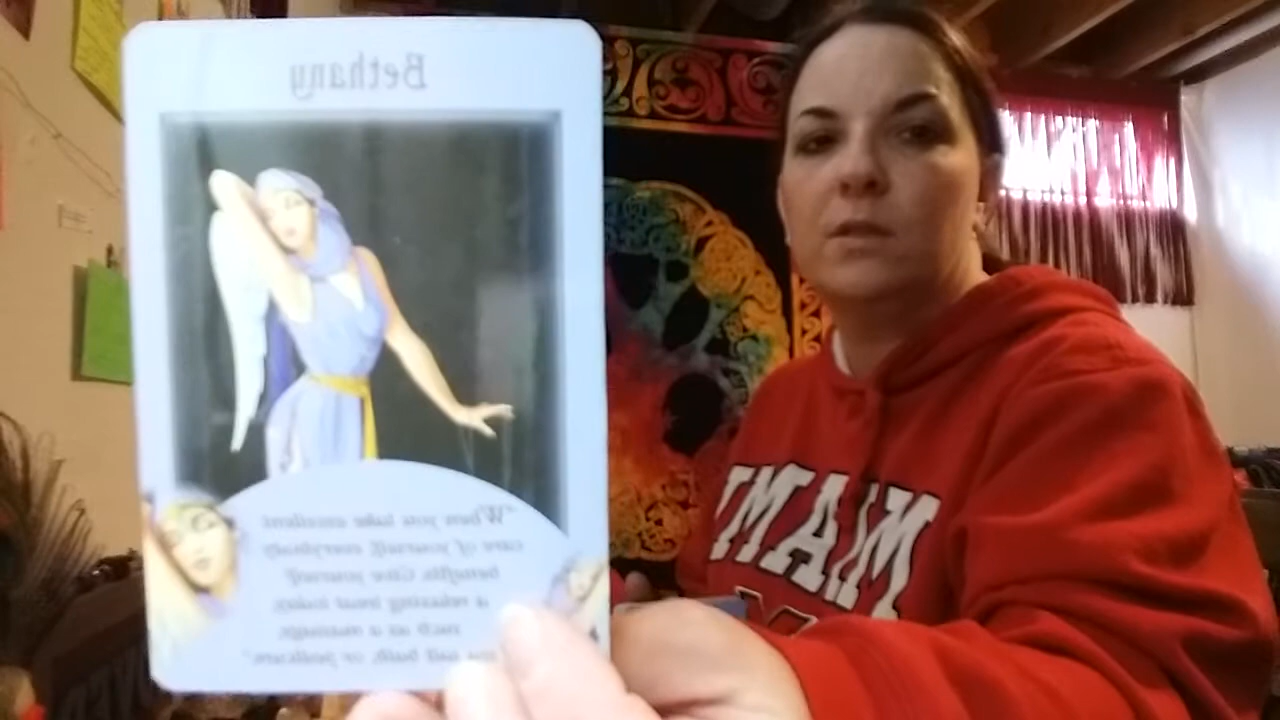 Bethany
"When you take excellent
care of yourself, everybody
benefits. Give yourself
a relaxing treat today,
such as a massage,
salt bath, or pedicure."
MIAMI